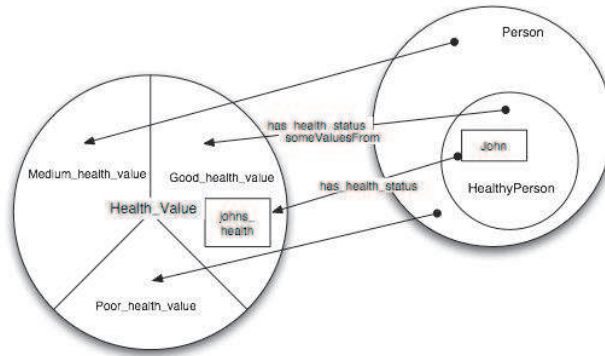 Person
has_health_status
someValuesFrom
John
Medium_health_value
Good_health_value
has_health_status
HealthyPerson
Health_Value
johns_
health
Poor_health_value